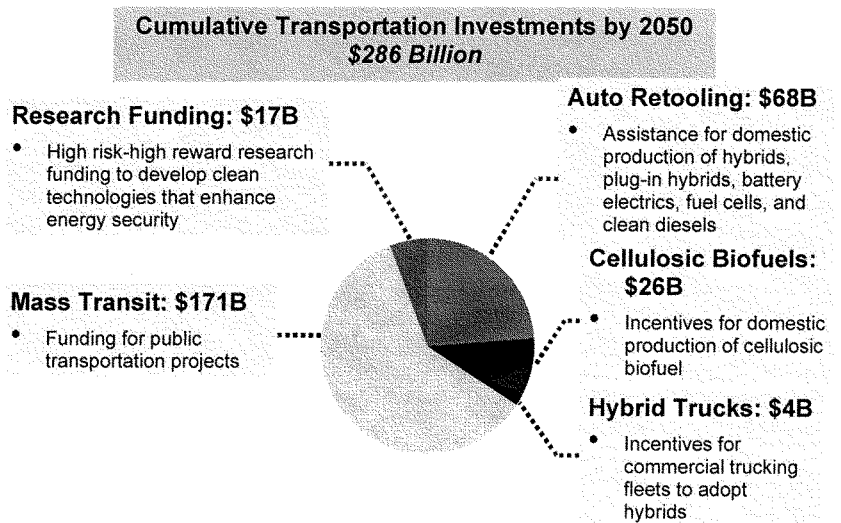 Cumulative Transportation Investments by 2050
$286 Billion
Research Funding: $17B
• High risk-high reward research
funding to develop clean
technologies that enhance
energy security
Mass Transit: $171B
• Funding for public
transportation projects
Auto Retooling: $68B
• Assistance for domestic
production of hybrids,
plug-in hybrids, battery
electrics, fuel cells, and
clean diesels
Cellulosic Biofuels:
$26B
• Incentives for domestic
production of cellulosic
biofuel
Hybrid Trucks: $4B
• Incentives for
commercial trucking
fleets to adopt
hybrids